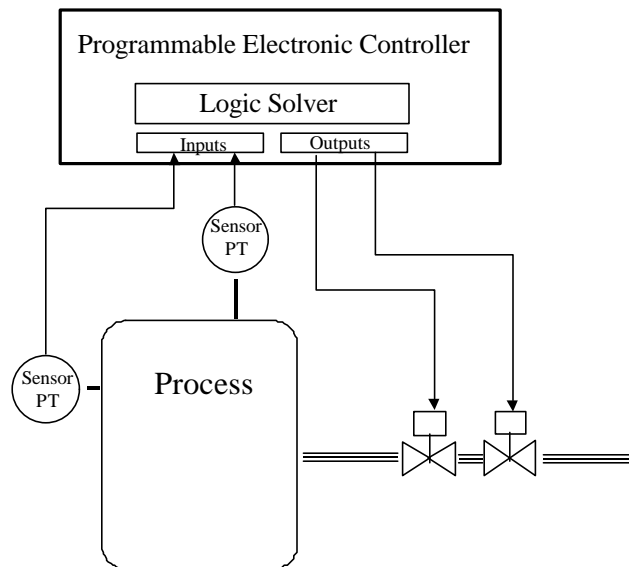 Programmable Electronic Controller
Logic Solver
Inputs
Outputs
Sensor
PT
Sensor
PT
Process